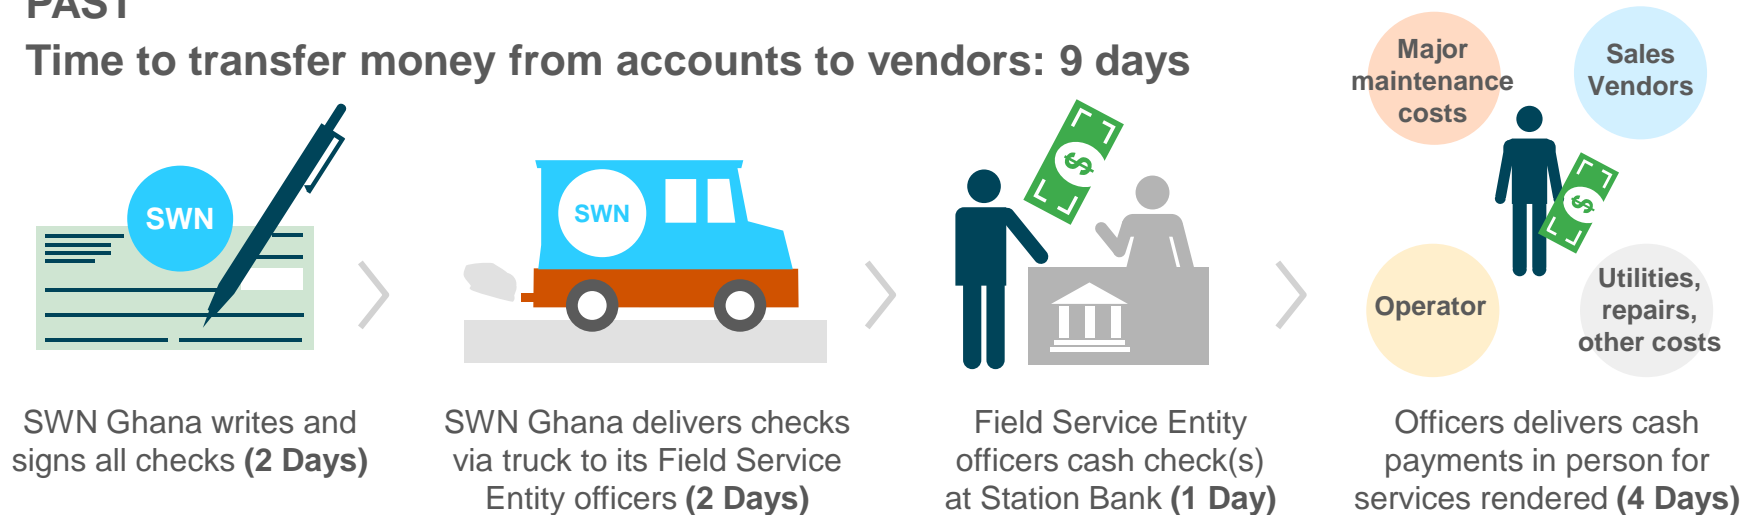 PAST
Time to transfer money from accounts to vendors: 9 days
SWN
SWN
$
Major
maintenance
costs
Sales
Vendors
$
Operator
Utilities,
repairs,
other costs
SWN Ghana writes and
signs all checks (2 Days)
SWN Ghana delivers checks
via truck to its Field Service
Entity officers (2 Days)
Field Service Entity
officers cash check(s)
at Station Bank (1 Day)
Officers delivers cash
payments in person for
services rendered (4 Days)